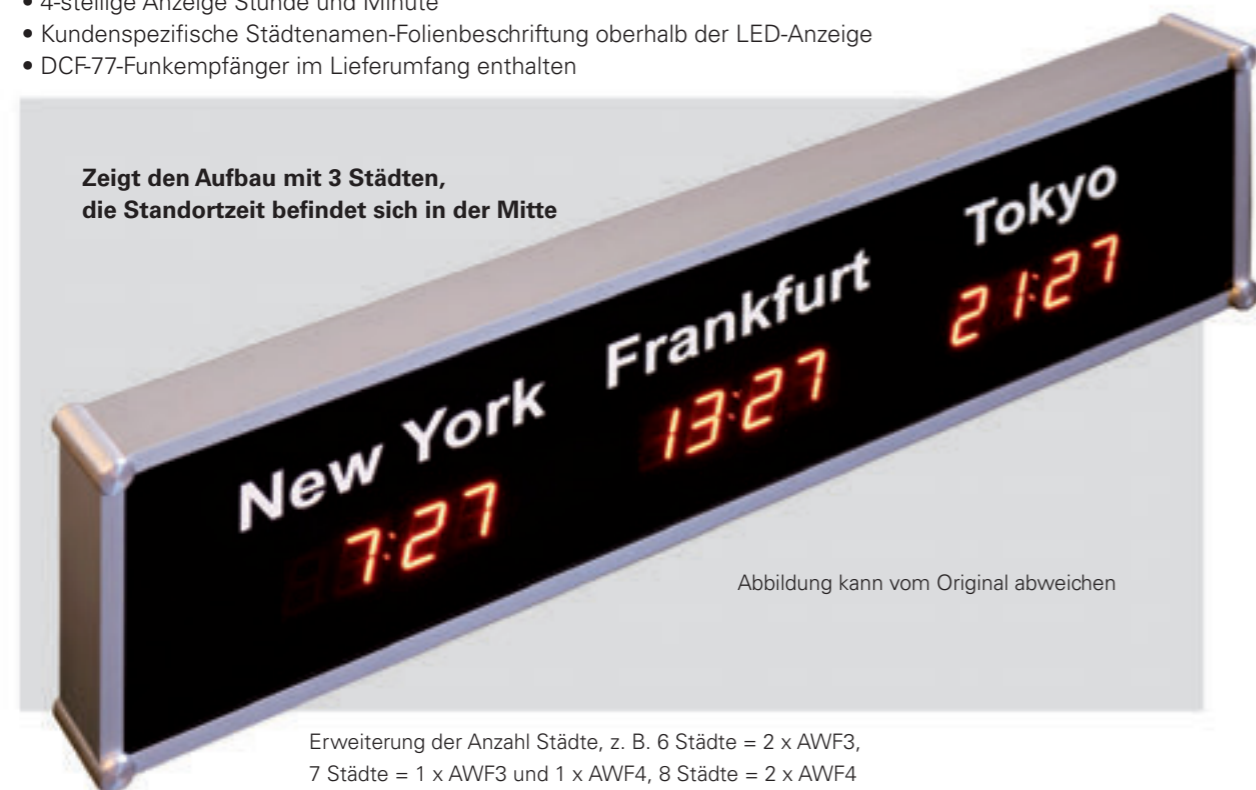 • 4-stellige Anzeige Stunde und Minute
• Kundenspezifische Städtenamen-Folienbeschriftung oberhalb der LED-Anzeige
• DCF-77-Funkempfänger im Lieferumfang enthalten
Zeigt den Aufbau mit 3 Städten,
die Standortzeit befindet sich in der Mitte
New York
7:27
Frankfurt
13:27
Tokyo
21:27
Abbildung kann vom Original abweichen
Erweiterung der Anzahl Städte, z. B. 6 Städte = 2 x AWF3,
7 Städte = 1 x AWF3 und 1 x AWF4, 8 Städte = 2 x AWF4